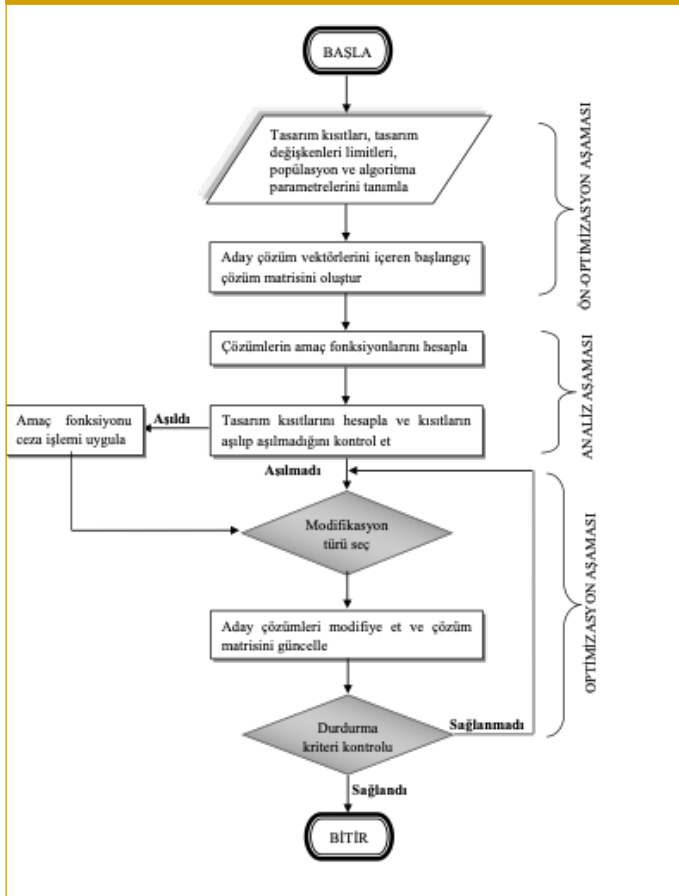 BAŞLA
Tasarım kısıtları, tasarım
değişkenleri limitleri,
popülasyon ve algoritma
parametrelerini tanımla
Aday çözüm vektörlerini içeren başlangıç
çözüm matrisini oluştur
ÖN-OPTİMİZASYON AŞAMASI
Çözümlerin amaç fonksiyonlarını hesapla
Amaç fonksiyonu
ceza işlemi uygula
Aşıldı
Tasarım kısıtlarını hesapla ve kısıtların
aşılıp aşılmadığını kontrol et
ANALİZ AŞAMASI
Aşılmadı
Modifikasyon
türü seç
Aday çözümleri modifiye et ve çözüm
matrisini güncelle
OPTİMİZASYON AŞAMASI
Durdurma
kriteri kontrolu
Sağlanmadı
Sağlandı
BİTİR